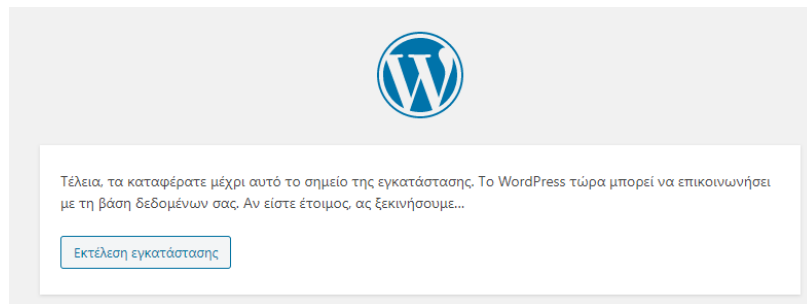 Τέλεια, τα καταφέρατε μέχρι αυτό το σημείο της εγκατάστασης. Το WordPress τώρα μπορεί να επικοινωνήσει
με τη βάση δεδομένων σας. Αν είστε έτοιμος, ας ξεκινήσουμε...
Εκτέλεση εγκατάστασης